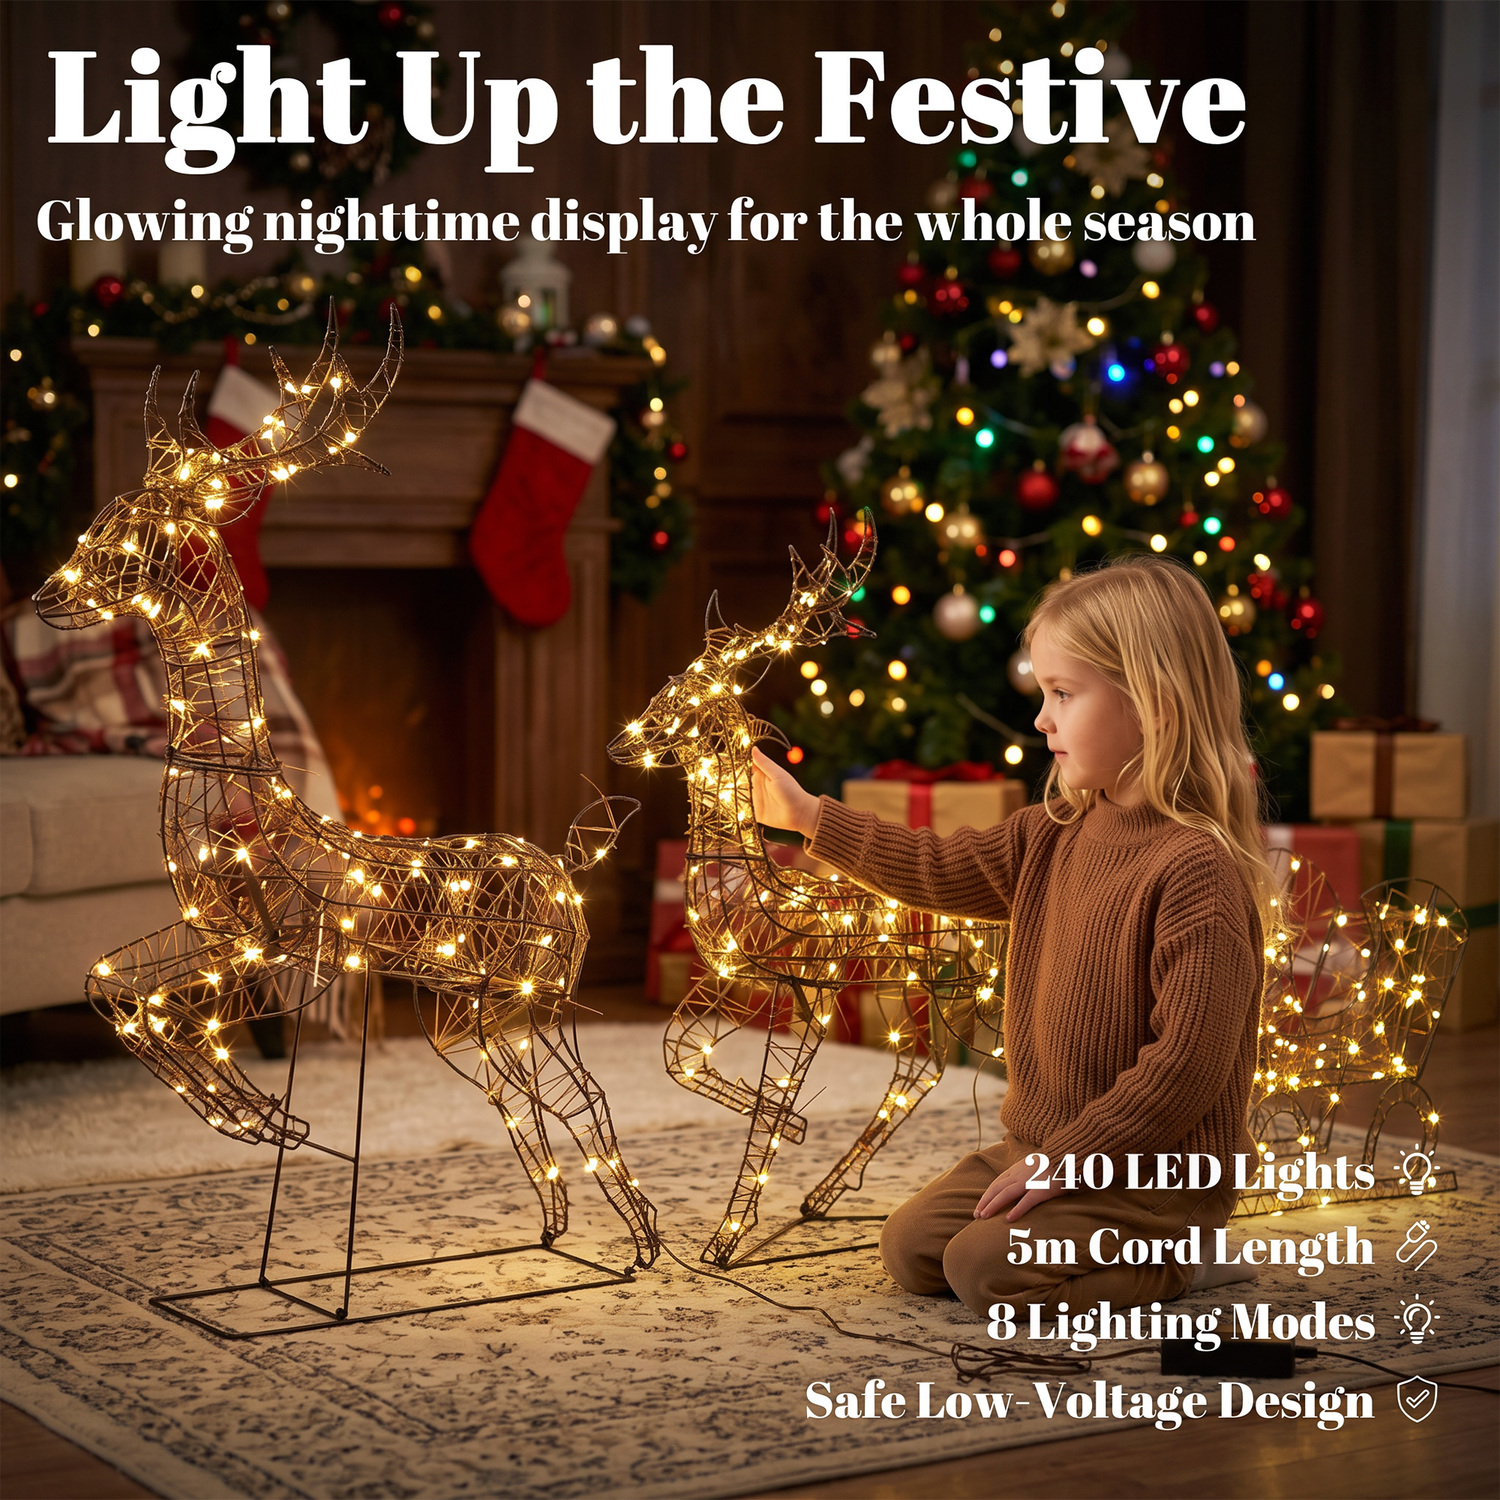 Light Up the Festive
Glowing nighttime display for the whole season
240 LED Lights
5m Cord Length
8 Lighting Modes
Safe Low-Voltage Design